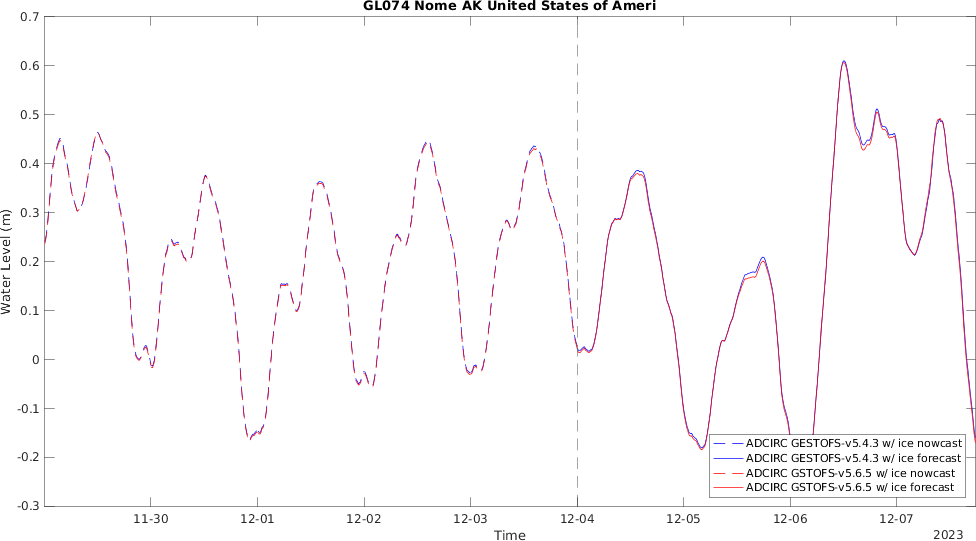 GL074 Nome AK United States of Ameri
0.7
0.6
0.5
0.4
0.3
0.2
0.1
0
-0.1
-0.2
-0.3
Water Level (m)
ADCIRC GESTOFS-v5.4.3 w/ ice nowcast
ADCIRC GESTOFS-v5.4.3 w/ ice forecast
ADCIRC GSTOFS-v5.6.5 w/ ice nowcast
ADCIRC GSTOFS-v5.6.5 w/ ice forecast
11-30 12-01 12-02 12-03 12-04 12-05 12-06 12-07
Time
2023